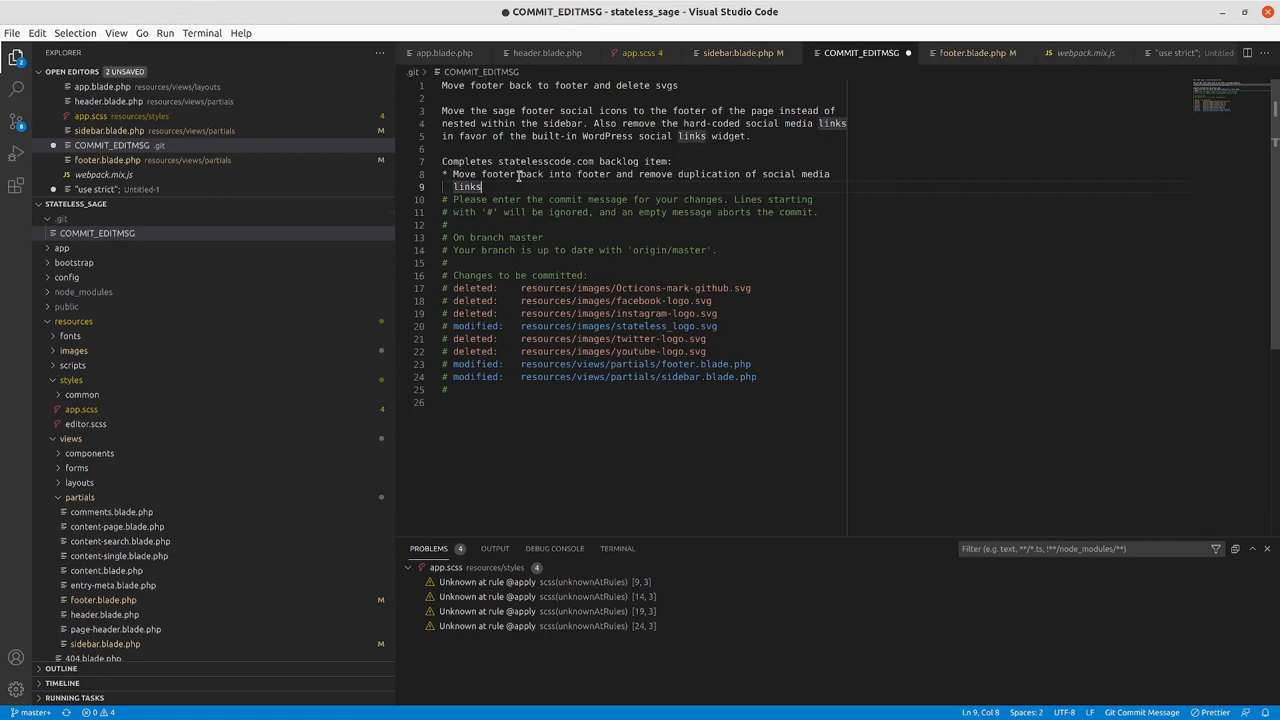 ● COMMIT_EDITMSG - stateless_sage - Visual Studio Code
File Edit Selection View Go Run Terminal Help
EXPLORER
OPEN EDITORS 2 UNSAVED
app.blade.php resources/views/layouts
header.blade.php resources/views/partials
app.scss resources/styles 4
sidebar.blade.php resources/views/partials M
COMMIT_EDITMSG .git
footer.blade.php resources/views/partials M
webpack.mix.js
"use strict"; Untitled-1
STATELESS_SAGE
.git
COMMIT_EDITMSG
app
bootstrap
config
node_modules
public
resources
fonts
images
scripts
styles
common
app.scss 4
editor.scss
views
components
forms
layouts
partials
comments.blade.php
content-page.blade.php
content-search.blade.php
content-single.blade.php
content.blade.php
entry-meta.blade.php
footer.blade.php M
header.blade.php
page-header.blade.php
sidebar.blade.php M
404.blade.php
OUTLINE
TIMELINE
RUNNING TASKS
app.blade.php header.blade.php app.scss 4 sidebar.blade.php M COMMIT_EDITMSG ● footer.blade.php M webpack.mix.js "use strict"; Untitled-
.git > COMMIT_EDITMSG
1 Move footer back to footer and delete svgs
2
3 Move the sage footer social icons to the footer of the page instead of
4 nested within the sidebar. Also remove the hard-coded social media links
5 in favor of the built-in WordPress social links widget.
6
7 Completes statelesscode.com backlog item:
8 * Move footer back into footer and remove duplication of social media
9 links
10 # Please enter the commit message for your changes. Lines starting
11 # with '#' will be ignored, and an empty message aborts the commit.
12 #
13 # On branch master
14 # Your branch is up to date with 'origin/master'.
15 #
16 # Changes to be committed:
17 # deleted: resources/images/Octicons-mark-github.svg
18 # deleted: resources/images/facebook-logo.svg
19 # deleted: resources/images/instagram-logo.svg
20 # modified: resources/images/stateless_logo.svg
21 # deleted: resources/images/twitter-logo.svg
22 # deleted: resources/images/youtube-logo.svg
23 # modified: resources/views/partials/footer.blade.php
24 # modified: resources/views/partials/sidebar.blade.php
25 #
26
PROBLEMS 4 OUTPUT DEBUG CONSOLE TERMINAL Filter (e.g. text, **/*.ts, !**/node_modules/**)
app.scss resources/styles 4
Unknown at rule @apply scss(unknownAtRules) [9, 3]
Unknown at rule @apply scss(unknownAtRules) [14, 3]
Unknown at rule @apply scss(unknownAtRules) [19, 3]
Unknown at rule @apply scss(unknownAtRules) [24, 3]
master+ 0 4 Ln 9, Col 8 Spaces: 2 UTF-8 LF Git Commit Message Prettier